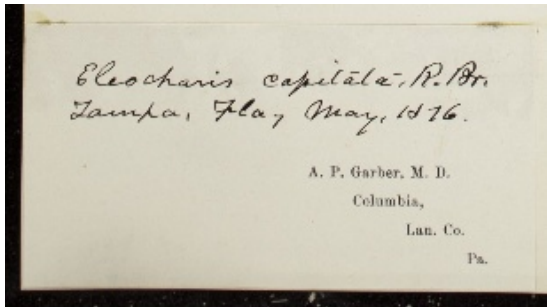 Eleocharis capitata, R. Br.
Tampa, Fla, May, 1876.
A. P. Garber, M. D.
Columbia,
Lan. Co.
Pa.